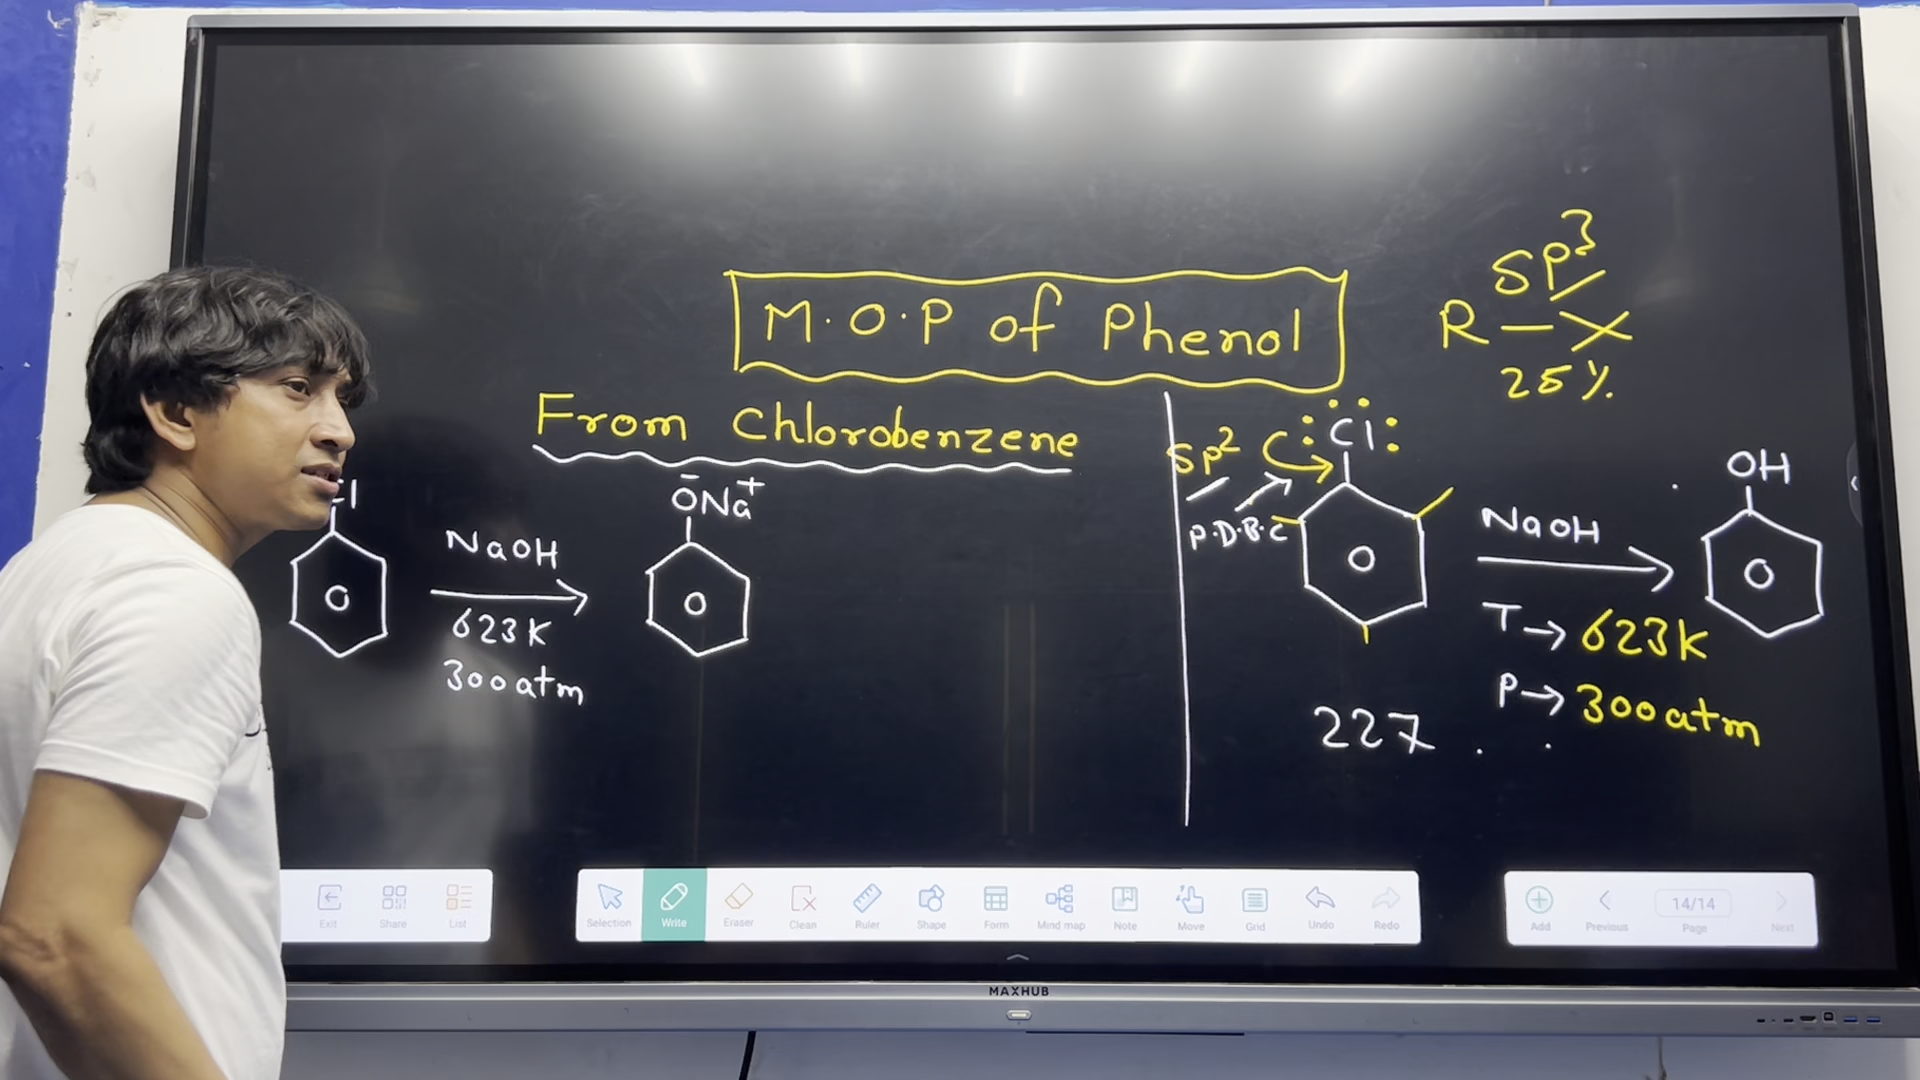 M.O.P of Phenol
From Chlorobenzene
NaOH
623K
300atm
ŌNa⁺
O
O
sp³
R — X
25%
sp² C :Cl:
P.D.B.C
O
227
NaOH
T→ 623K
P→ 300atm
OH
O
Exit
Share
List
Selection
Write
Eraser
Clean
Ruler
Shape
Form
Mind map
Note
Move
Grid
Undo
Redo
Add
Previous
14/14
Page
Next
MAXHUB